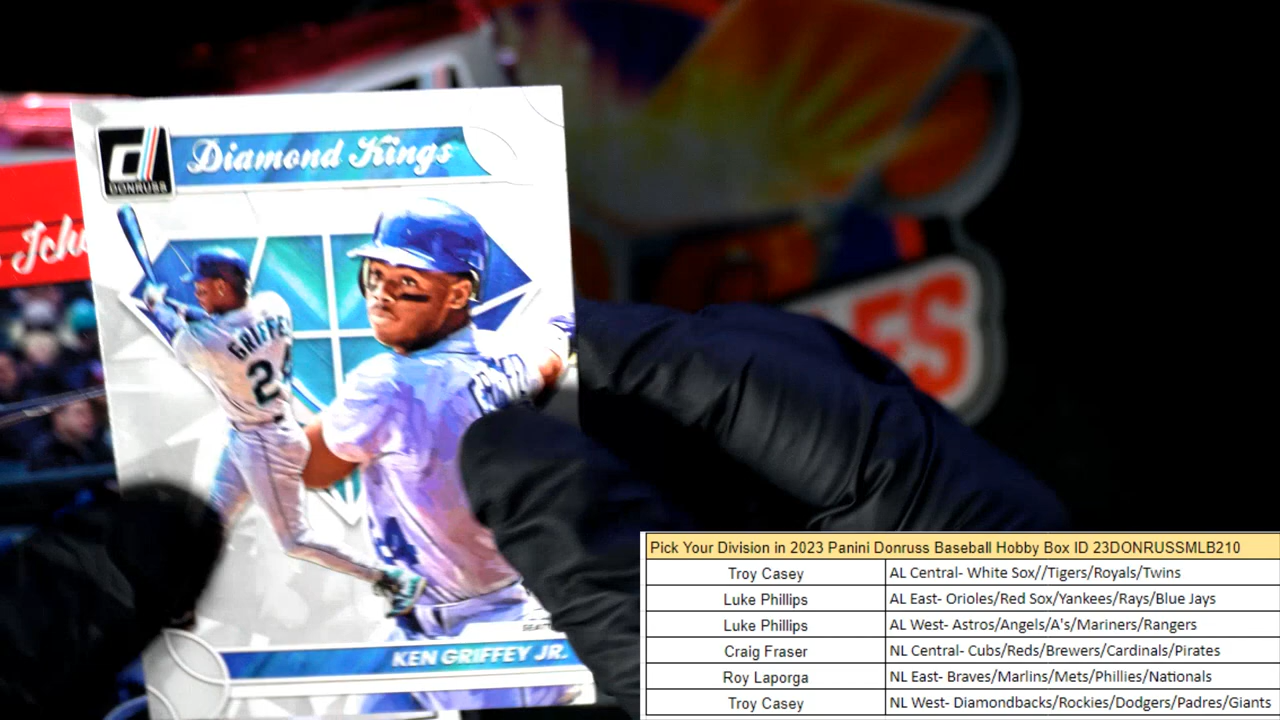 Diamond Kings
DONRUSS
Ichi
GRIFFE
24
KEN GRIFFEY JR.
Pick Your Division in 2023 Panini Donruss Baseball Hobby Box ID 23DONRUSSMLB210
Troy Casey AL Central- White Sox//Tigers/Royals/Twins
Luke Phillips AL East- Orioles/Red Sox/Yankees/Rays/Blue Jays
Luke Phillips AL West- Astros/Angels/A's/Mariners/Rangers
Craig Fraser NL Central- Cubs/Reds/Brewers/Cardinals/Pirates
Roy Laporga NL East- Braves/Marlins/Mets/Phillies/Nationals
Troy Casey NL West- Diamondbacks/Rockies/Dodgers/Padres/Giants